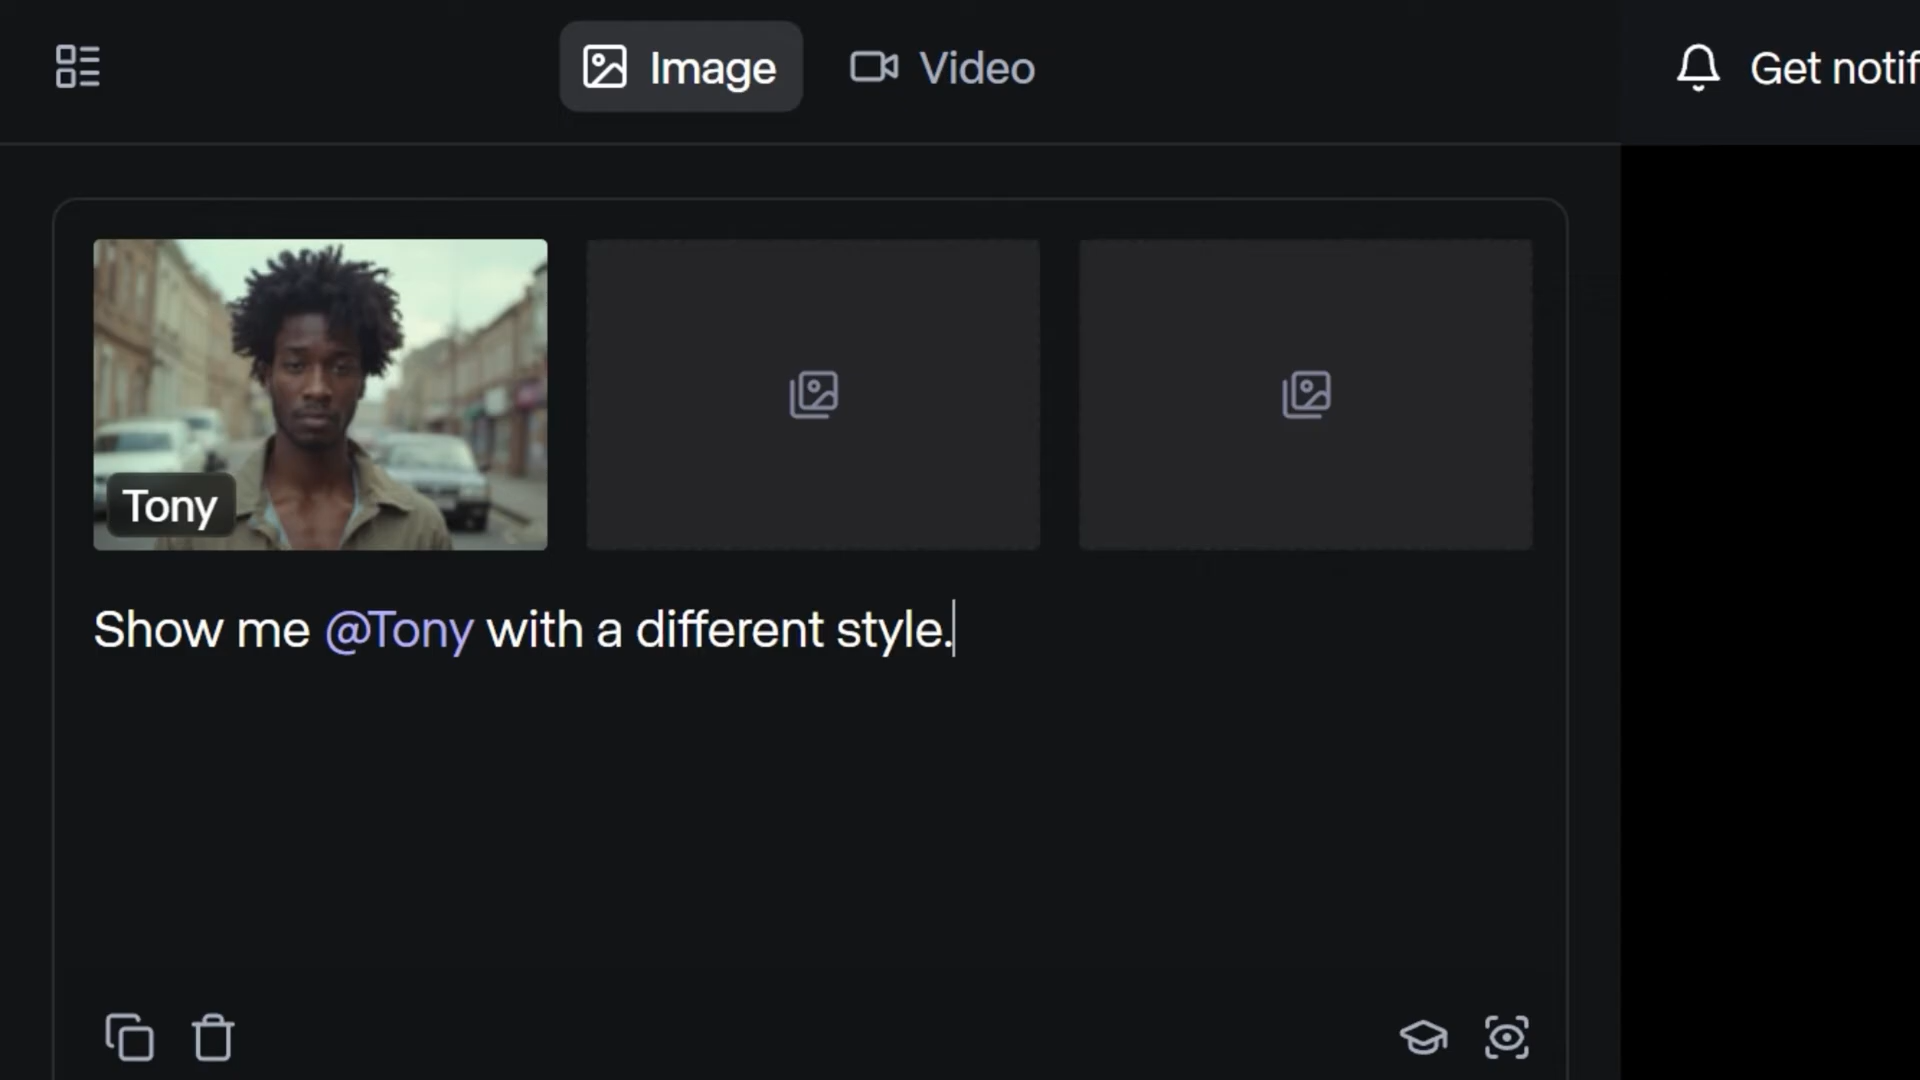 Image
Video
Get notif
Tony
Show me @Tony with a different style.